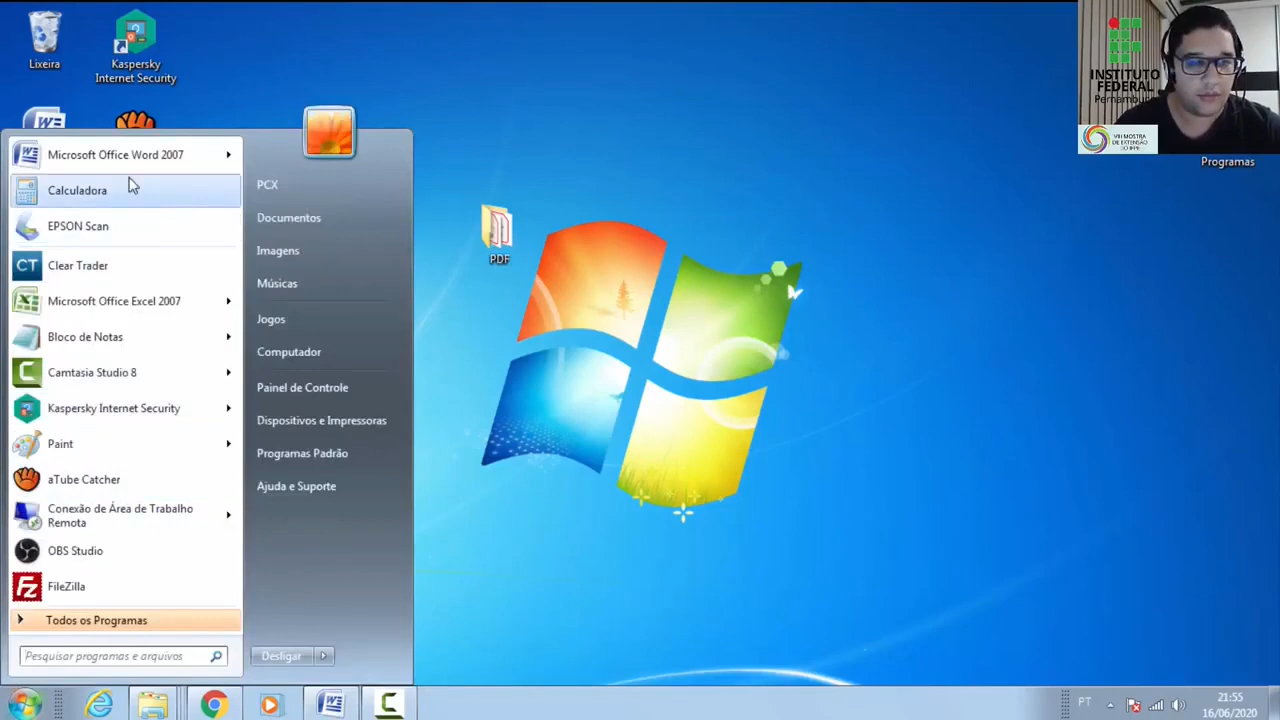 Lixeira
Kaspersky
Internet Security
INSTITUTO
FEDERAL
Pernambuco
VIII MOSTRA
DE EXTENSÃO
DO IFPE
Programas
Microsoft Office Word 2007
Calculadora
EPSON Scan
CT
Clear Trader
Microsoft Office Excel 2007
Bloco de Notas
Camtasia Studio 8
Kaspersky Internet Security
Paint
aTube Catcher
Conexão de Área de Trabalho
Remota
OBS Studio
Fz
FileZilla
Todos os Programas
Pesquisar programas e arquivos
PCX
Documentos
Imagens
Músicas
Jogos
Computador
Painel de Controle
Dispositivos e Impressoras
Programas Padrão
Ajuda e Suporte
Desligar
PDF
PT
21:55
16/06/2020